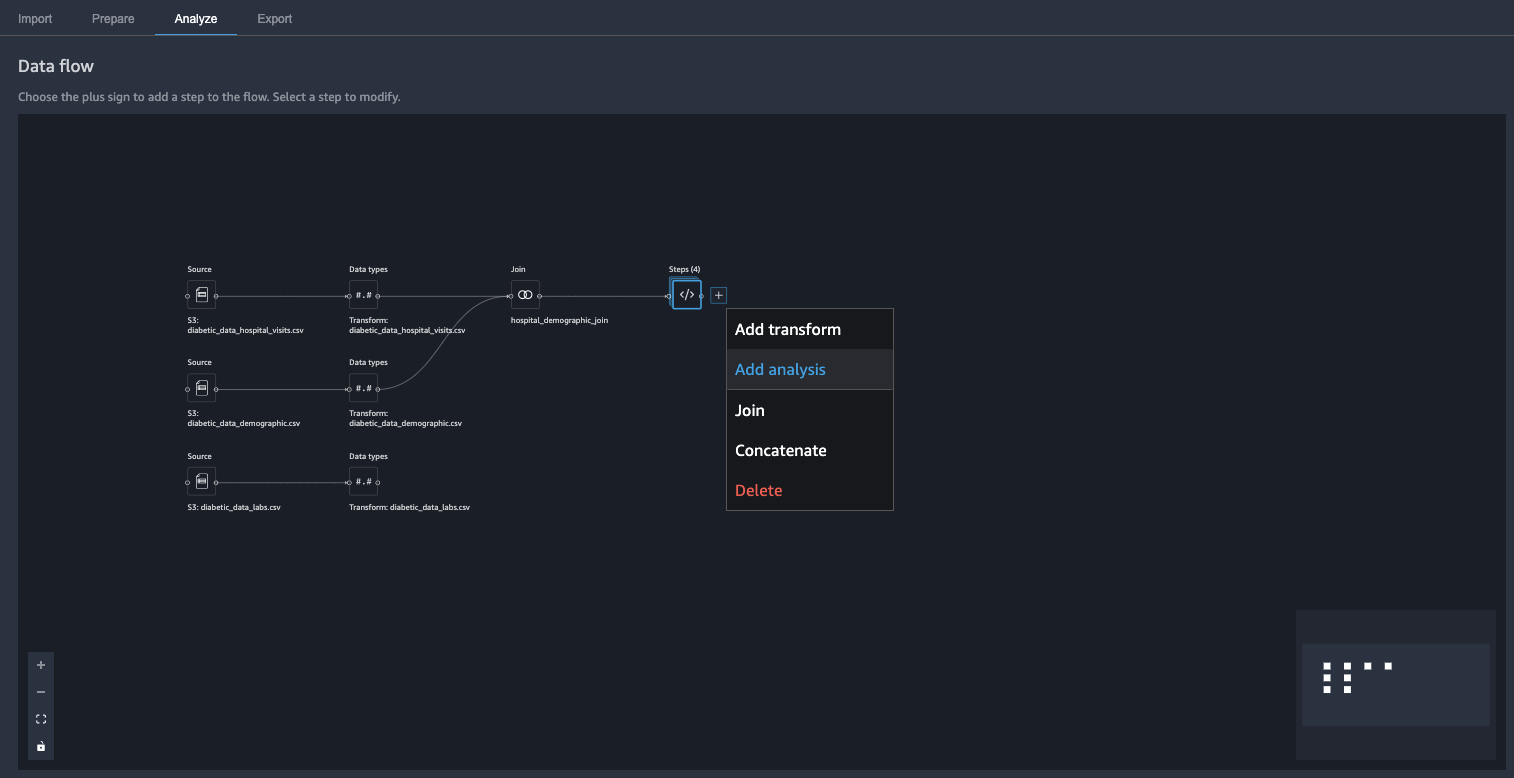 Import Prepare Analyze Export
Data flow
Choose the plus sign to add a step to the flow. Select a step to modify.
Source Data types Join Steps (4)
#.# </> +
S3: Transform: hospital_demographic_join
diabetic_data_hospital_visits.csv diabetic_data_hospital_visits.csv
Add transform
Add analysis
Join
Concatenate
Delete
Source Data types
#.#
S3: Transform:
diabetic_data_demographic.csv diabetic_data_demographic.csv
Source Data types
#.#
S3: diabetic_data_labs.csv Transform: diabetic_data_labs.csv